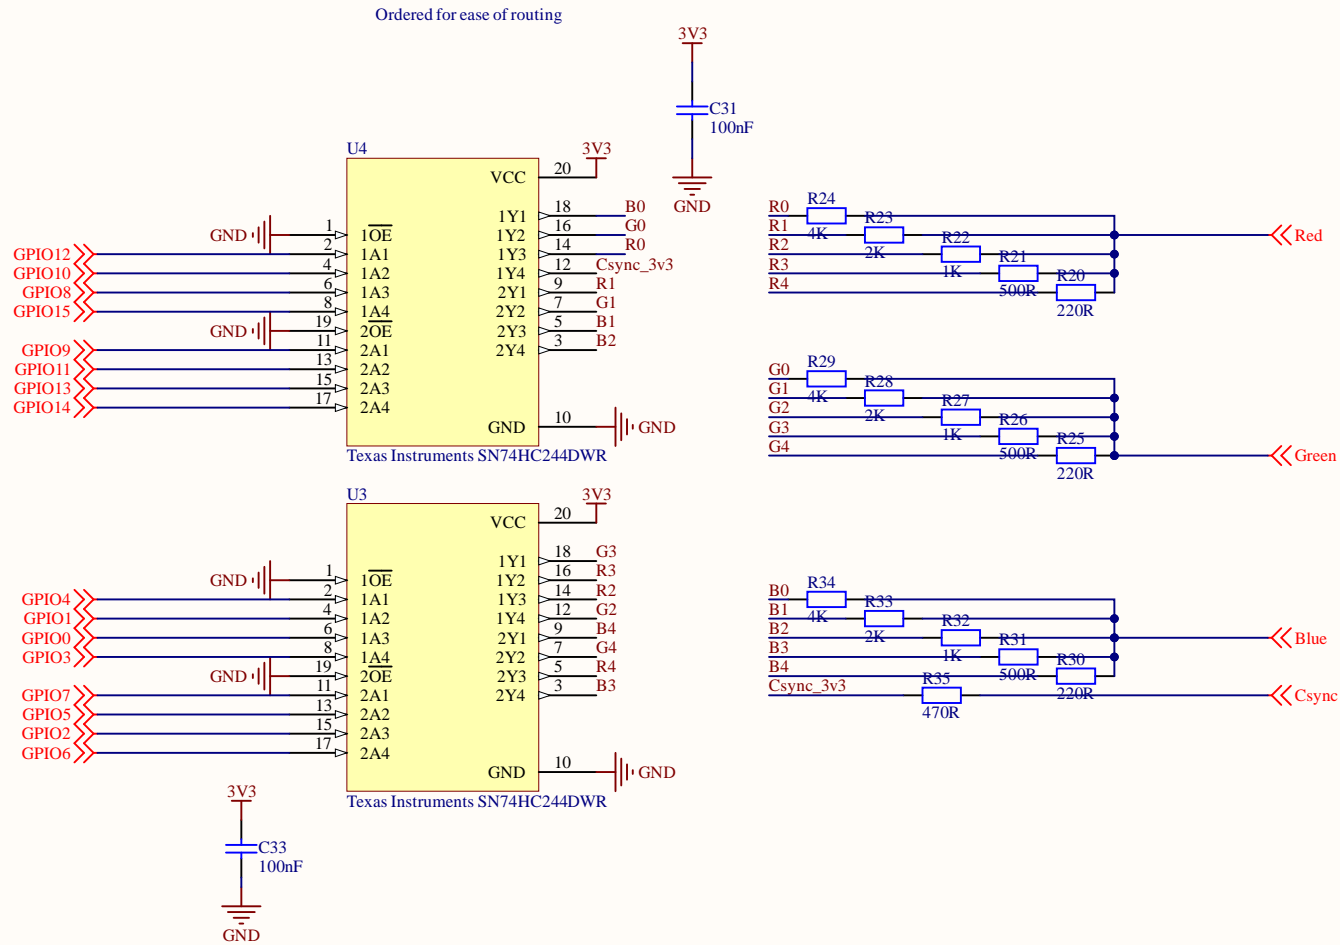 Ordered for ease of routing
3V3
C31
100nF
GND
U4
3V3
VCC 20
1Y1 18 B0
1Y2 16 G0
1Y3 14 R0
1Y4 12 Csync_3v3
2Y1 9 R1
2Y2 7 G1
2Y3 5 B1
2Y4 3 B2
GND 10 GND
GND 1 1OE
GPIO12 2 1A1
GPIO10 4 1A2
GPIO8 6 1A3
GPIO15 8 1A4
GND 19 2OE
GPIO9 11 2A1
GPIO11 13 2A2
GPIO13 15 2A3
GPIO14 17 2A4
Texas Instruments SN74HC244DWR
U3
3V3
VCC 20
1Y1 18 G3
1Y2 16 R3
1Y3 14 R2
1Y4 12 G2
2Y1 9 B4
2Y2 7 G4
2Y3 5 R4
2Y4 3 B3
GND 10 GND
GND 1 1OE
GPIO4 2 1A1
GPIO1 4 1A2
GPIO0 6 1A3
GPIO3 8 1A4
GND 19 2OE
GPIO7 11 2A1
GPIO5 13 2A2
GPIO2 15 2A3
GPIO6 17 2A4
Texas Instruments SN74HC244DWR
3V3
C33
100nF
GND
R0 R24 4K
R1 R23 2K
R2 R22 1K
R3 R21 500R
R4 R20 220R
Red
G0 R29 4K
G1 R28 2K
G2 R27 1K
G3 R26 500R
G4 R25 220R
Green
B0 R34 4K
B1 R33 2K
B2 R32 1K
B3 R31 500R
B4 R30 220R
Blue
Csync_3v3 R35 470R
Csync